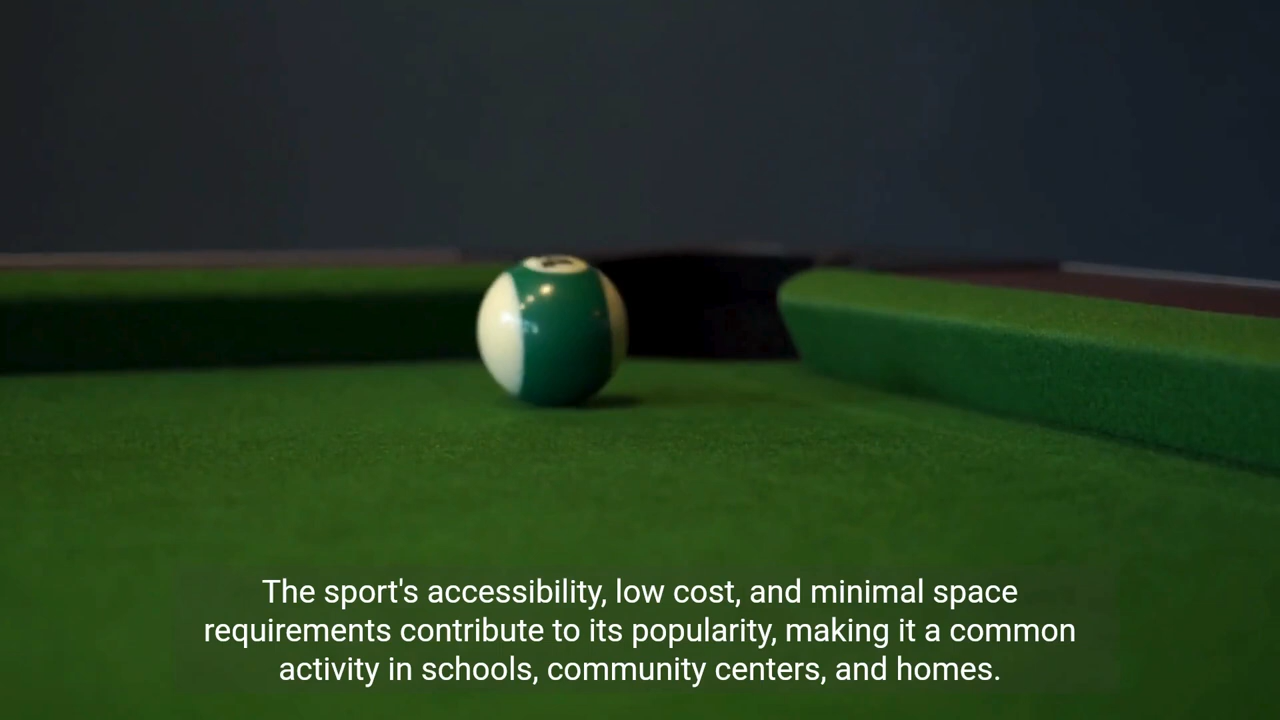 The sport's accessibility, low cost, and minimal space
requirements contribute to its popularity, making it a common
activity in schools, community centers, and homes.